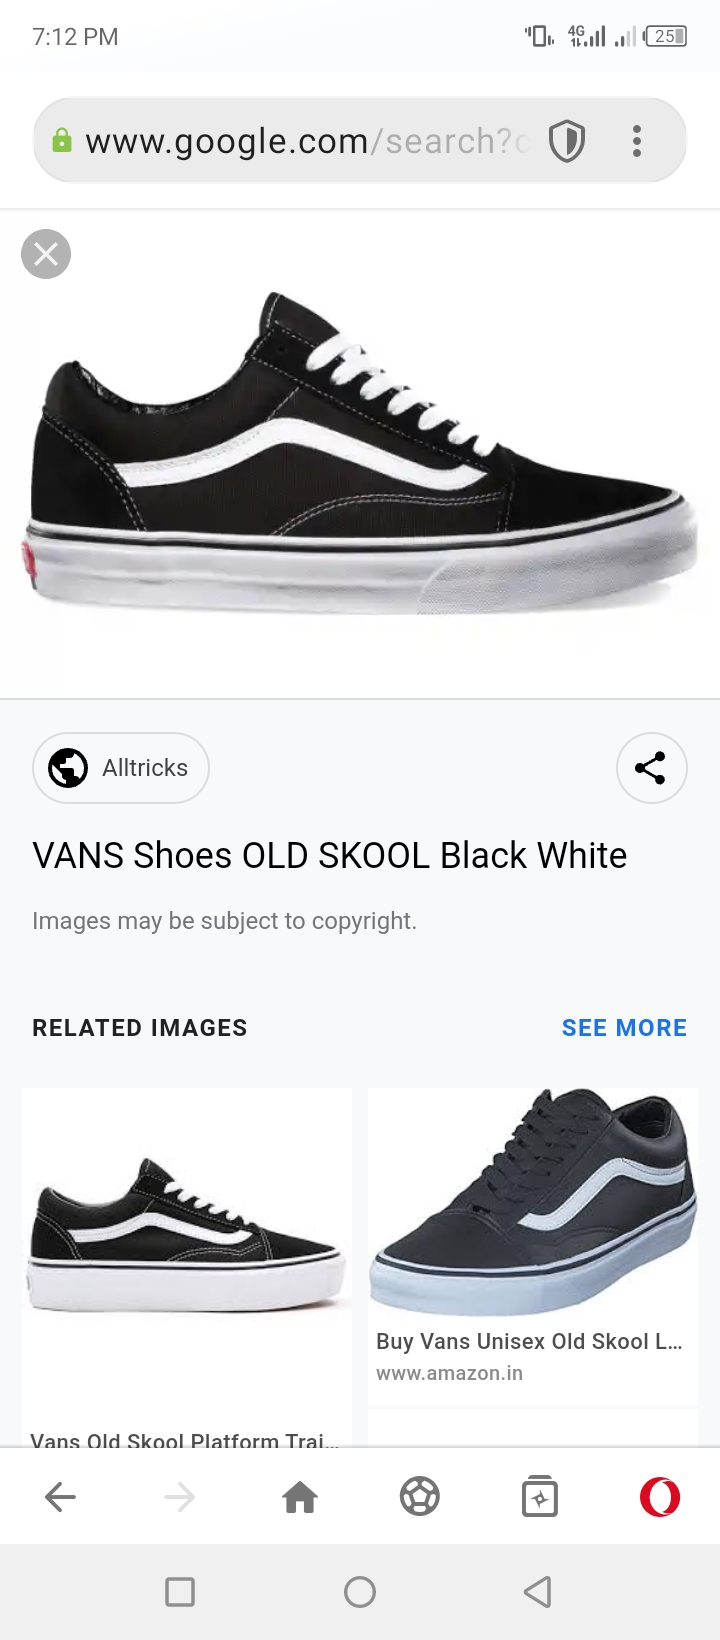 7:12 PM
4G
25
www.google.com/search?
Alltricks
VANS Shoes OLD SKOOL Black White
Images may be subject to copyright.
RELATED IMAGES
SEE MORE
Buy Vans Unisex Old Skool L...
www.amazon.in
Vans Old Skool Platform Trai...